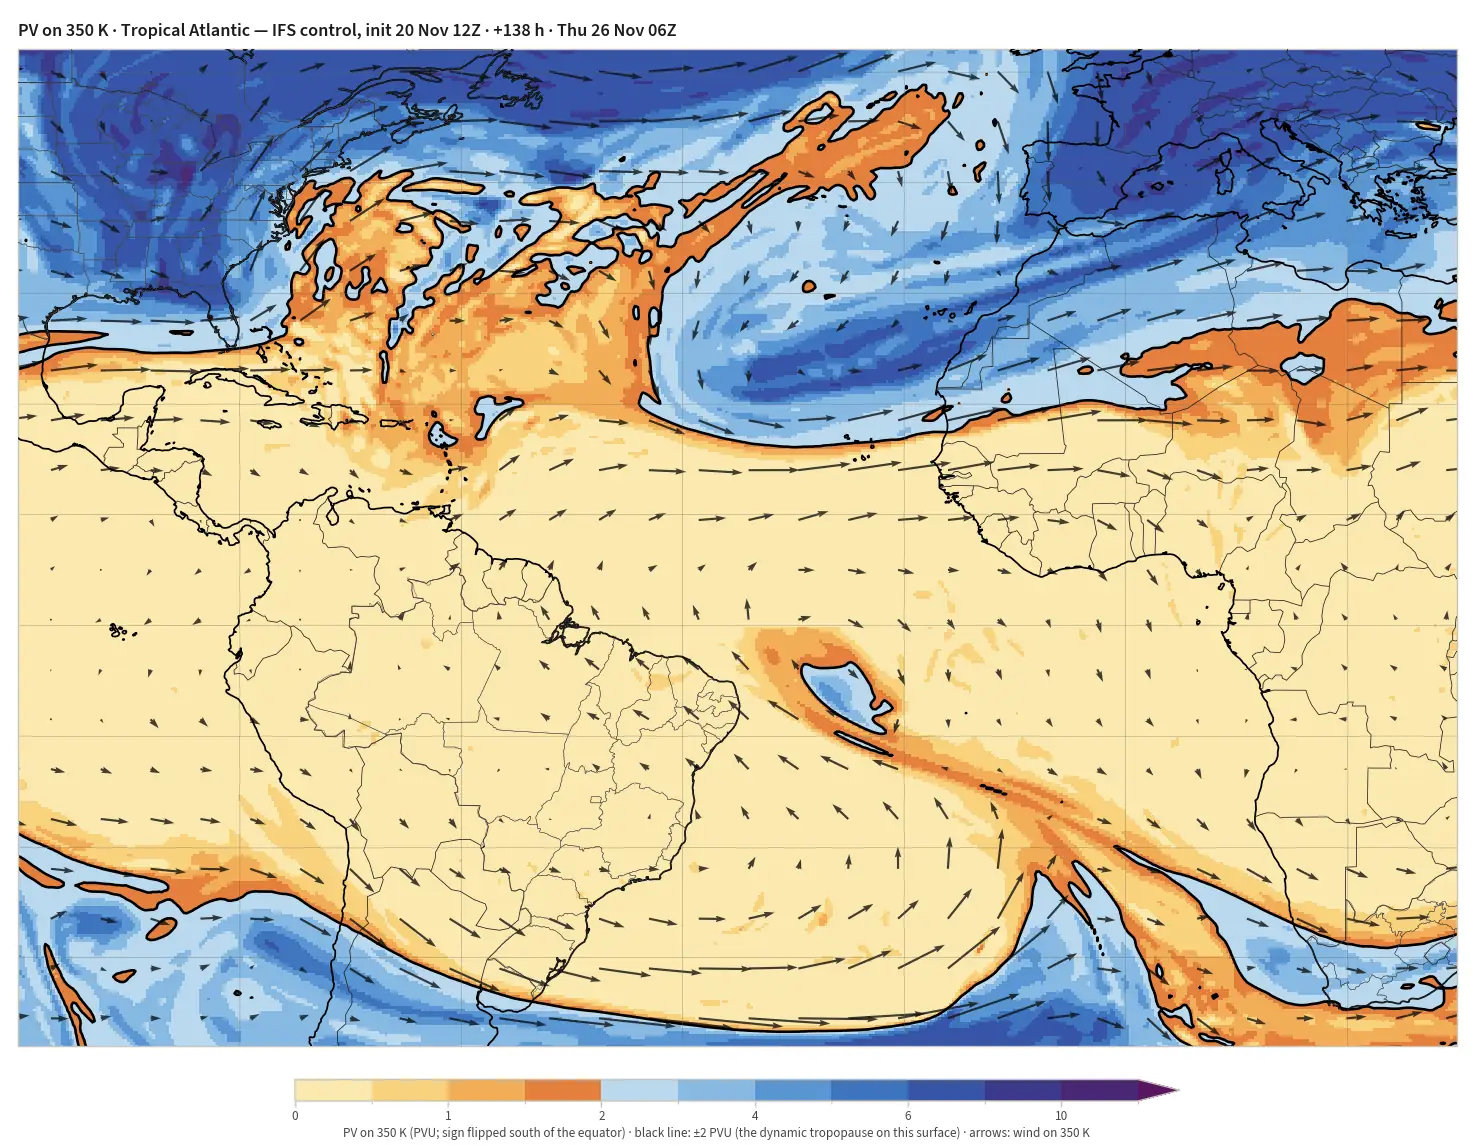 PV on 350 K · Tropical Atlantic — IFS control, init 20 Nov 12Z · +138 h · Thu 26 Nov 06Z
0 1 2 4 6 10
PV on 350 K (PVU; sign flipped south of the equator) · black line: ±2 PVU (the dynamic tropopause on this surface) · arrows: wind on 350 K